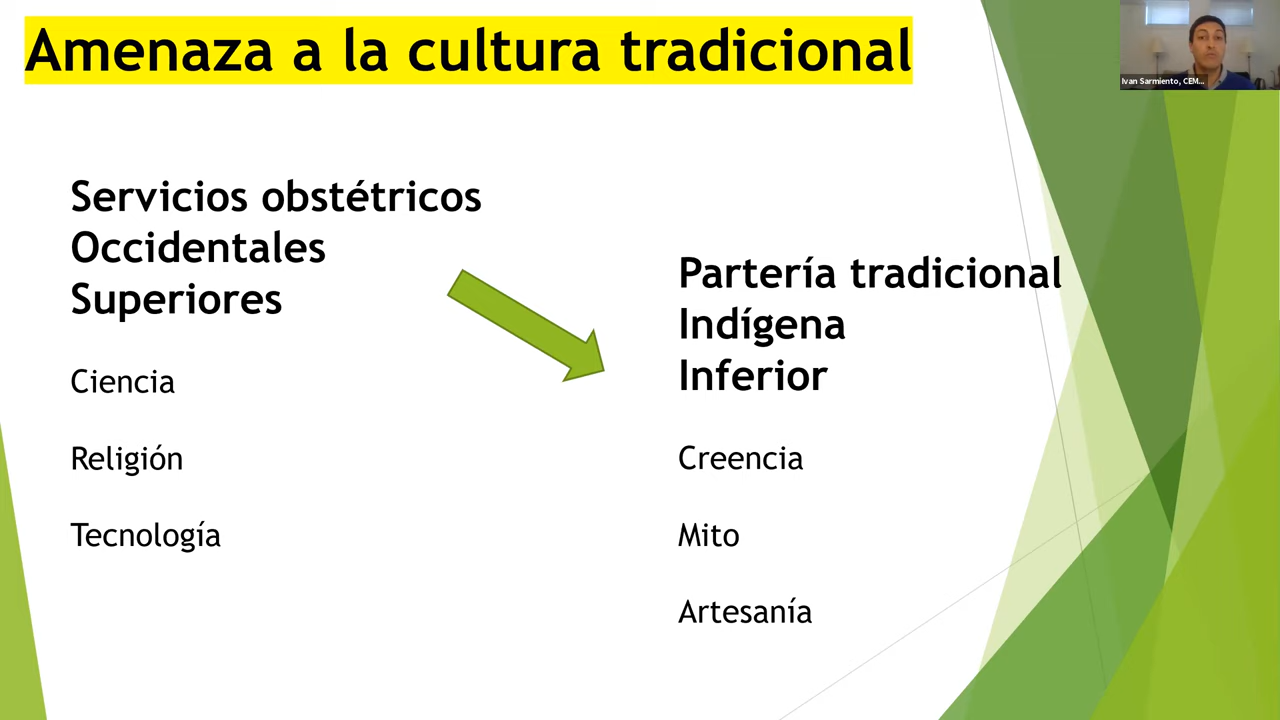 Amenaza a la cultura tradicional
Ivan Sarmiento, CEM...
Servicios obstétricos
Occidentales
Superiores
Ciencia
Religión
Tecnología
Partería tradicional
Indígena
Inferior
Creencia
Mito
Artesanía